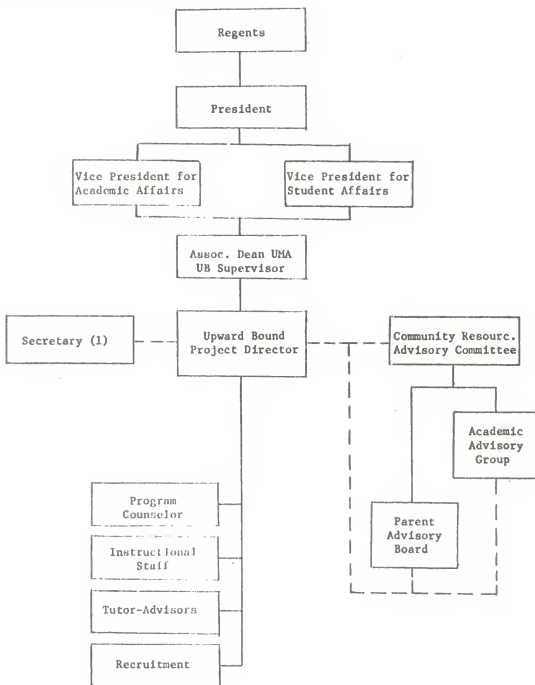 Regents
President
Vice President for
Academic Affairs
Vice President for
Student Affairs
Assoc. Dean UMA
UB Supervisor
Secretary (1)
Upward Bound
Project Director
Community Resourc.
Advisory Committee
Academic
Advisory
Group
Parent
Advisory
Board
Program
Counselor
Instructional
Staff
Tutor-Advisors
Recruitment